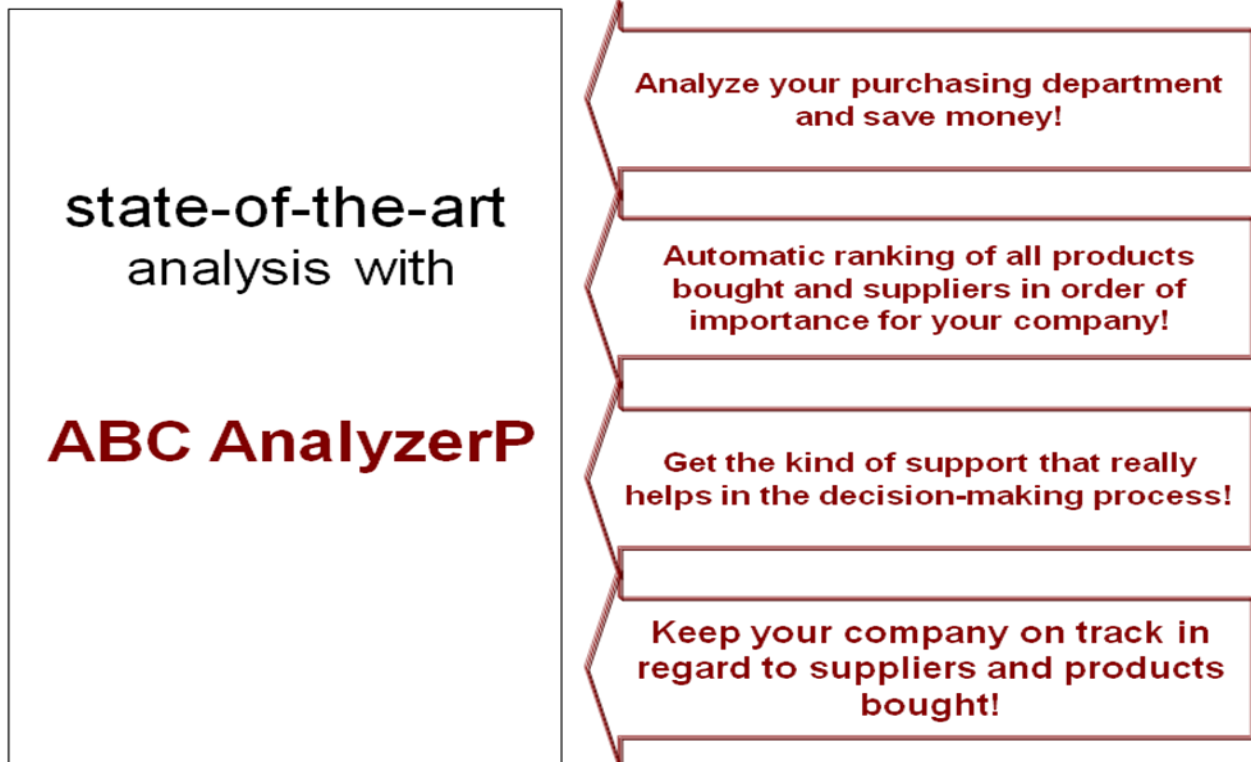 state-of-the-art
analysis with
ABC AnalyzerP
Analyze your purchasing department
and save money!
Automatic ranking of all products
bought and suppliers in order of
importance for your company!
Get the kind of support that really
helps in the decision-making process!
Keep your company on track in
regard to suppliers and products
bought!